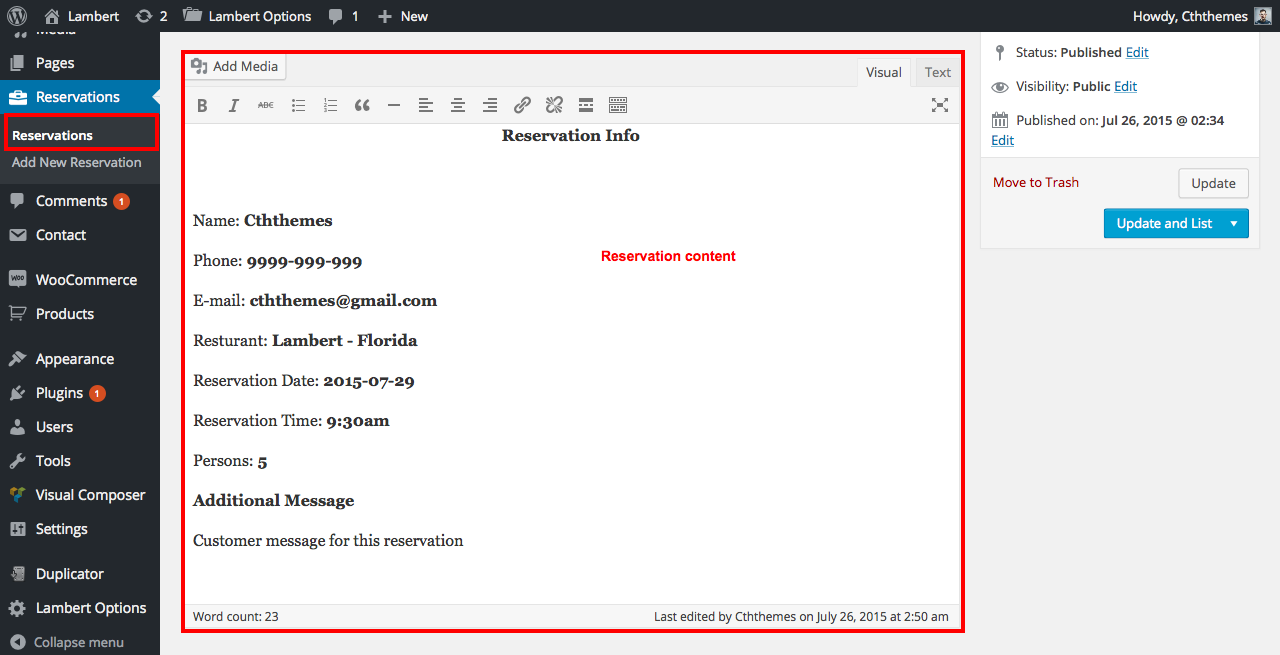 Lambert 2 Lambert Options 1 New Howdy, Cththemes
Media
Pages
Reservations
Reservations
Add New Reservation
Comments 1
Contact
WooCommerce
Products
Appearance
Plugins 1
Users
Tools
Visual Composer
Settings
Duplicator
Lambert Options
Collapse menu
Add Media
Visual Text
B I ABC
Reservation Info
Name: Cththemes
Phone: 9999-999-999
E-mail: cththemes@gmail.com
Resturant: Lambert - Florida
Reservation Date: 2015-07-29
Reservation Time: 9:30am
Persons: 5
Additional Message
Customer message for this reservation
Reservation content
Word count: 23 Last edited by Cththemes on July 26, 2015 at 2:50 am
Status: Published Edit
Visibility: Public Edit
Published on: Jul 26, 2015 @ 02:34
Edit
Move to Trash Update
Update and List